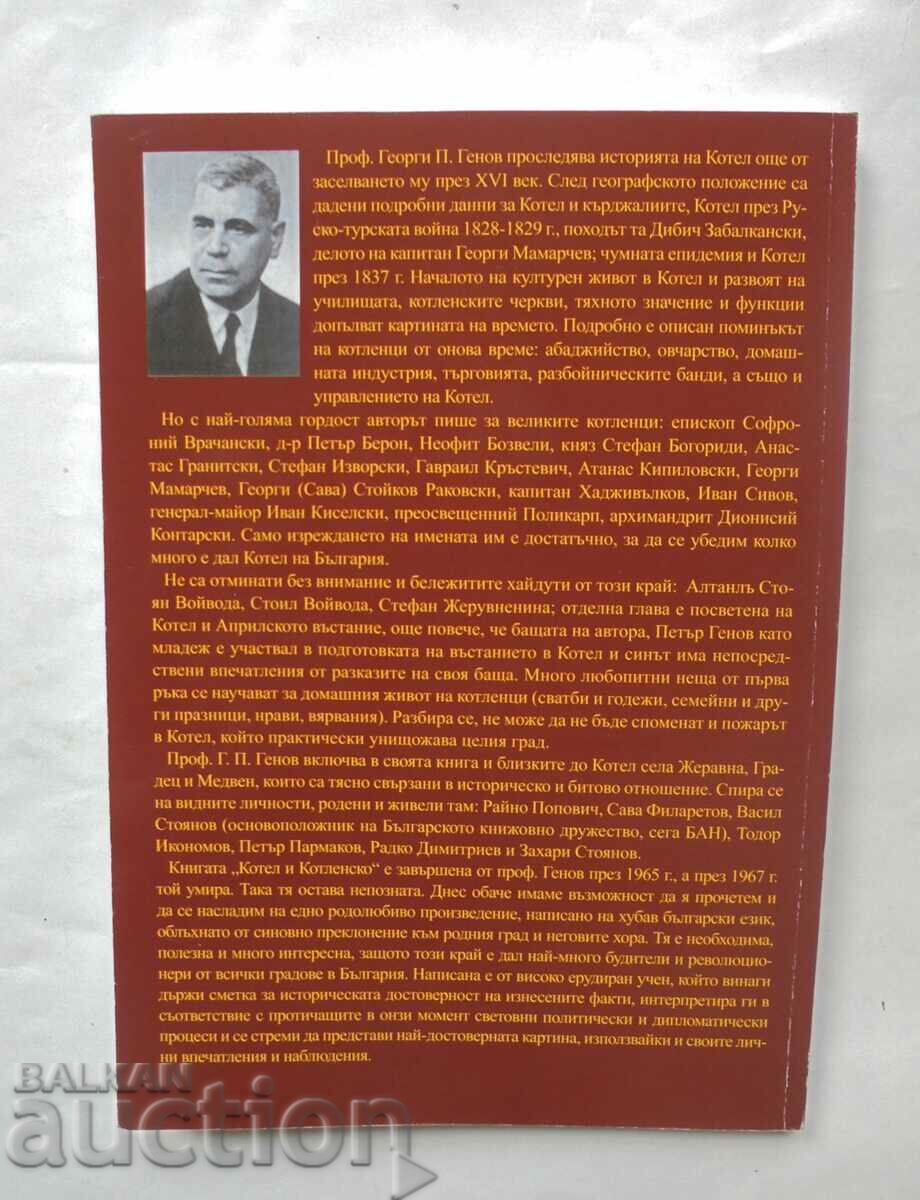 Проф. Георги П. Генов проследява историята на Котел още от
заселването му през XVI век. След географското положение са
дадени подробни данни за Котел и кърджалиите, Котел през Ру-
ско-турската война 1828-1829 г., походът та Дибич Забалкански,
делото на капитан Георги Мамарчев; чумната епидемия и Котел
през 1837 г. Началото на културен живот в Котел и развоят на
училищата, котленските черкви, тяхното значение и функции
допълват картината на времето. Подробно е описан поминъкът
на котленци от онова време: абаджийство, овчарство, домаш-
ната индустрия, търговията, разбойническите банди, а също и
управлението на Котел.
Но с най-голяма гордост авторът пише за великите котленци: епископ Софро-
ний Врачански, д-р Петър Берон, Неофит Бозвели, княз Стефан Богориди, Анас-
тас Гранитски, Стефан Изворски, Гавраил Кръстевич, Атанас Кипиловски, Георги
Мамарчев, Георги (Сава) Стойков Раковски, капитан Хадживълков, Иван Сивов,
генерал-майор Иван Киселски, преосвещенний Поликарп, архимандрит Дионисий
Контарски. Само изреждането на имената им е достатъчно, за да се убедим колко
много е дал Котел на България.
Не са отминати без внимание и бележитите хайдути от този край: Алтанлъ Сто-
ян Войвода, Стоил Войвода, Стефан Жерувненина; отделна глава е посветена на
Котел и Априлското въстание, още повече, че бащата на автора, Петър Генов като
младеж е участвал в подготовката на въстанието в Котел и синът има непосред-
ствени впечатления от разказите на своя баща. Много любопитни неща от първа
ръка се научават за домашния живот на котленци (сватби и годежи, семейни и дру-
ги празници, нрави, вярвания). Разбира се, не може да не бъде споменат и пожарът
в Котел, който практически унищожава целия град.
Проф. Г. П. Генов включва в своята книга и близките до Котел села Жеравна, Гра-
дец и Медвен, които са тясно свързани в историческо и битово отношение. Спира се
на видните личности, родени и живели там: Райно Попович, Сава Филаретов, Васил
Стоянов (основоположник на Българското книжовно дружество, сега БАН), Тодор
Икономов, Петър Пармаков, Радко Димитриев и Захари Стоянов.
Книгата „Котел и Котленско“ е завършена от проф. Генов през 1965 г., а през 1967 г.
той умира. Така тя остава непозната. Днес обаче имаме възможност да я прочетем и
да се насладим на едно родолюбиво произведение, написано на хубав български език,
облъхнато от синовно преклонение към родния град и неговите хора. Тя е необходима,
полезна и много интересна, защото този край е дал най-много будители и революцио-
нери от всички градове в България. Написана е от високо ерудиран учен, който винаги
държи сметка за историческата достоверност на изнесените факти, интерпретира ги в
съответствие с протичащите в онзи момент световни политически и дипломатически
процеси и се стреми да представи най-достоверната картина, използвайки и своите лич-
ни впечатления и наблюдения.
BALKAN
auction